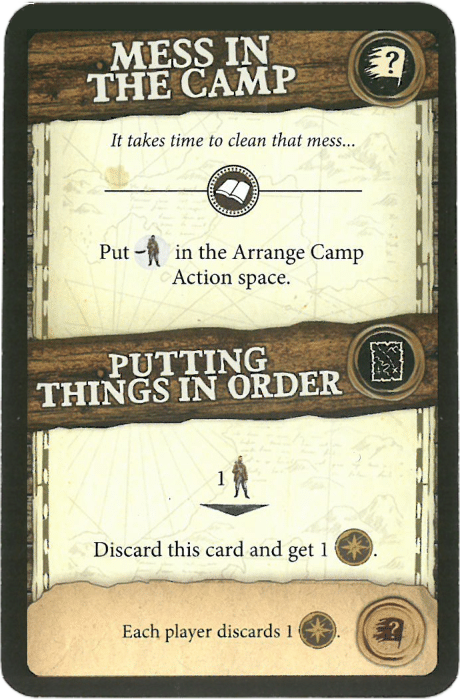 MESS IN
THE CAMP
?
It takes time to clean that mess...
Put in the Arrange Camp
Action space.
PUTTING
THINGS IN ORDER
1
Discard this card and get 1 .
Each player discards 1 .
?